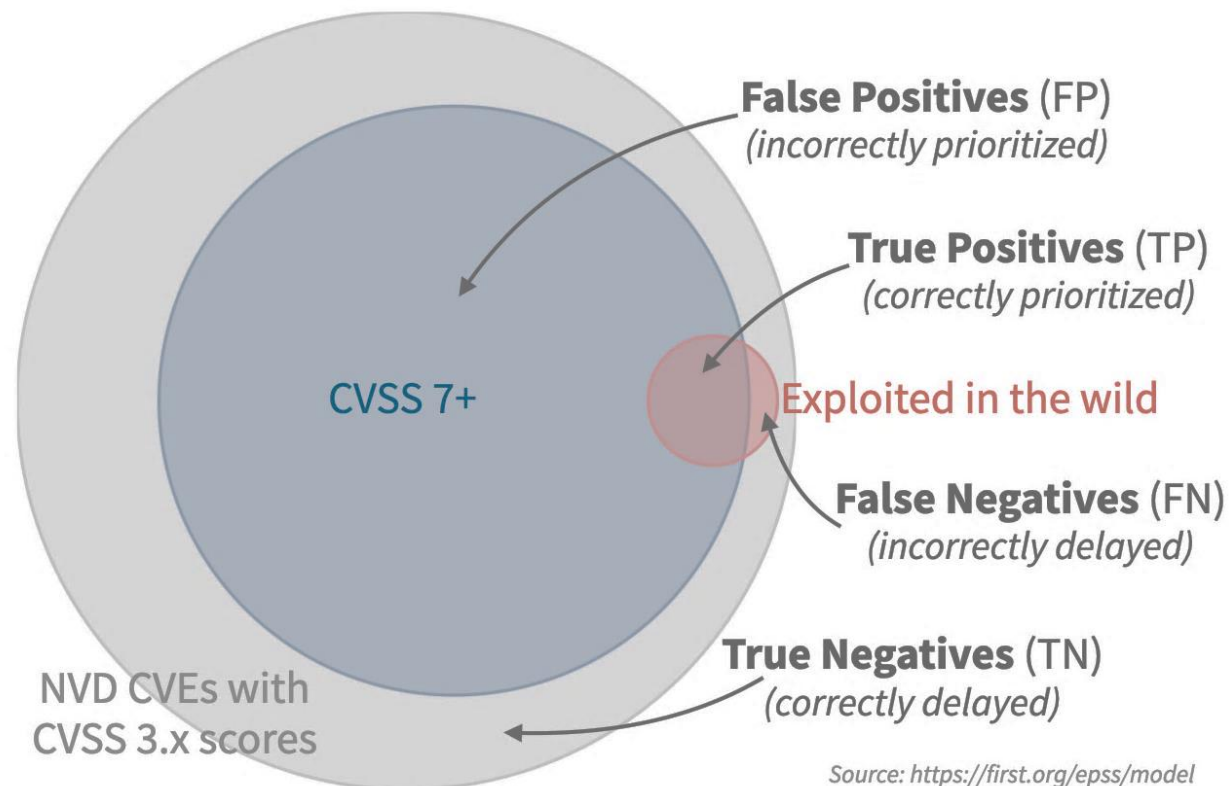 False Positives (FP)
(incorrectly prioritized)
True Positives (TP)
(correctly prioritized)
CVSS 7+
Exploited in the wild
False Negatives (FN)
(incorrectly delayed)
True Negatives (TN)
(correctly delayed)
NVD CVEs with
CVSS 3.x scores
Source: https://first.org/epss/model